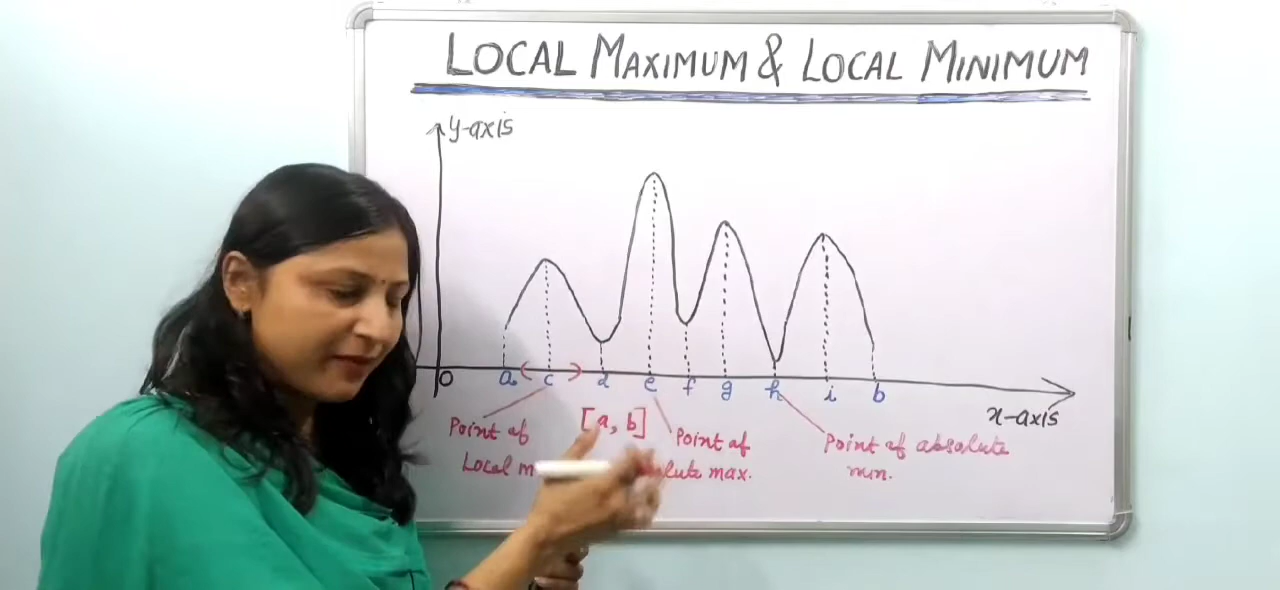 LOCAL MAXIMUM & LOCAL MINIMUM
y-axis
O a ( c ) d e f g h i b
x-axis
[a, b]
Point of
Local
Point of
max.
Point of absolute
min.